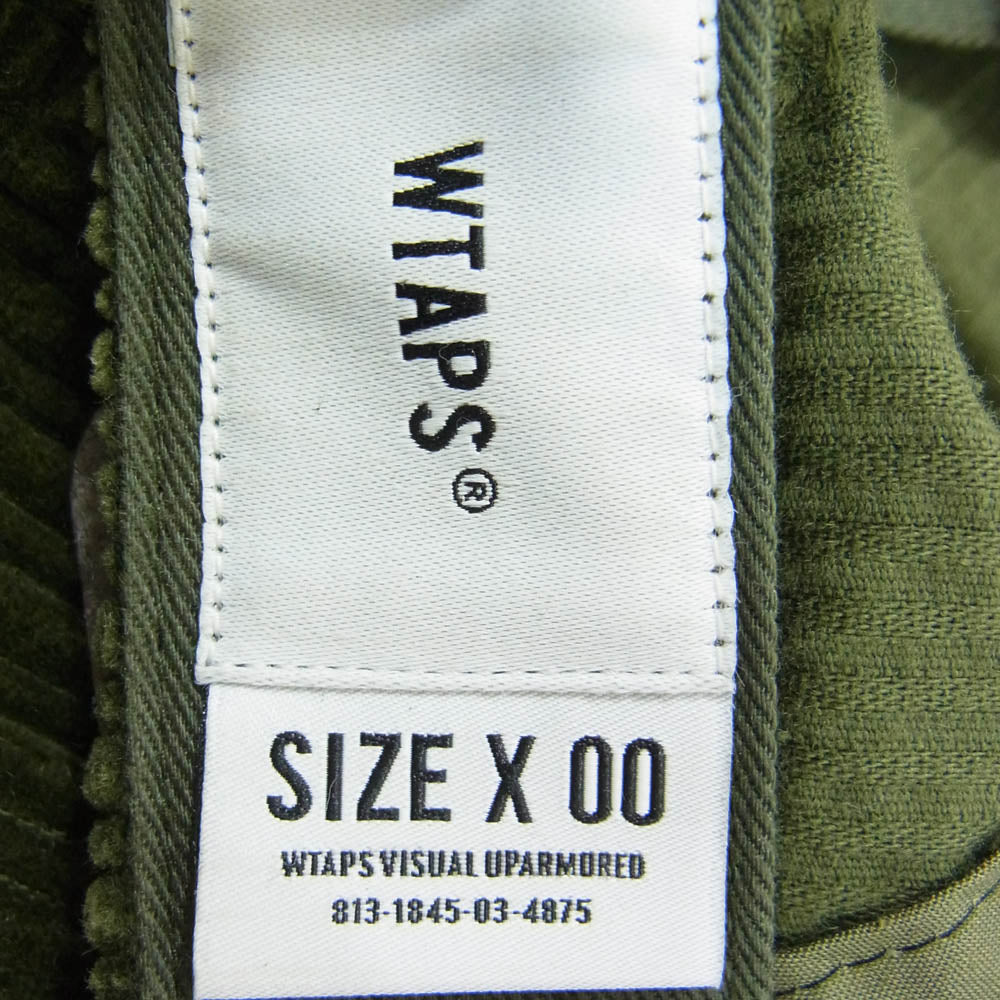 WTAPS®
SIZE X 00
WTAPS VISUAL UPARMORED
813-1845-03-4875